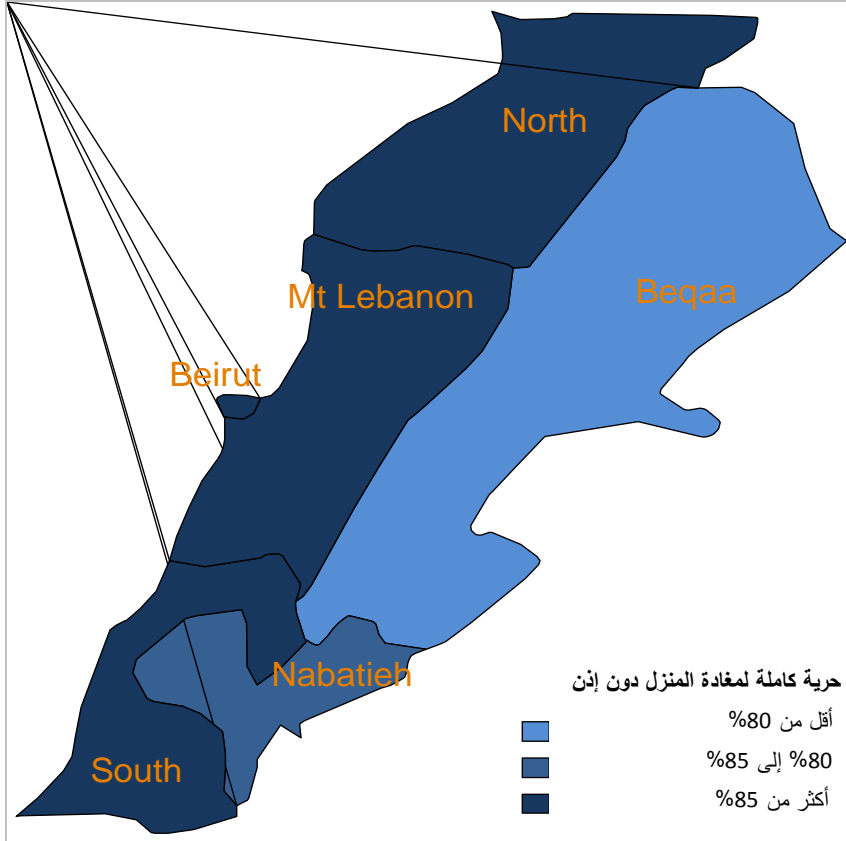 North
Mt Lebanon
Beqaa
Beirut
Nabatieh
South
حرية كاملة لمغادة المنزل دون إذن
أقل من 80%
80% إلى 85%
أكثر من 85%